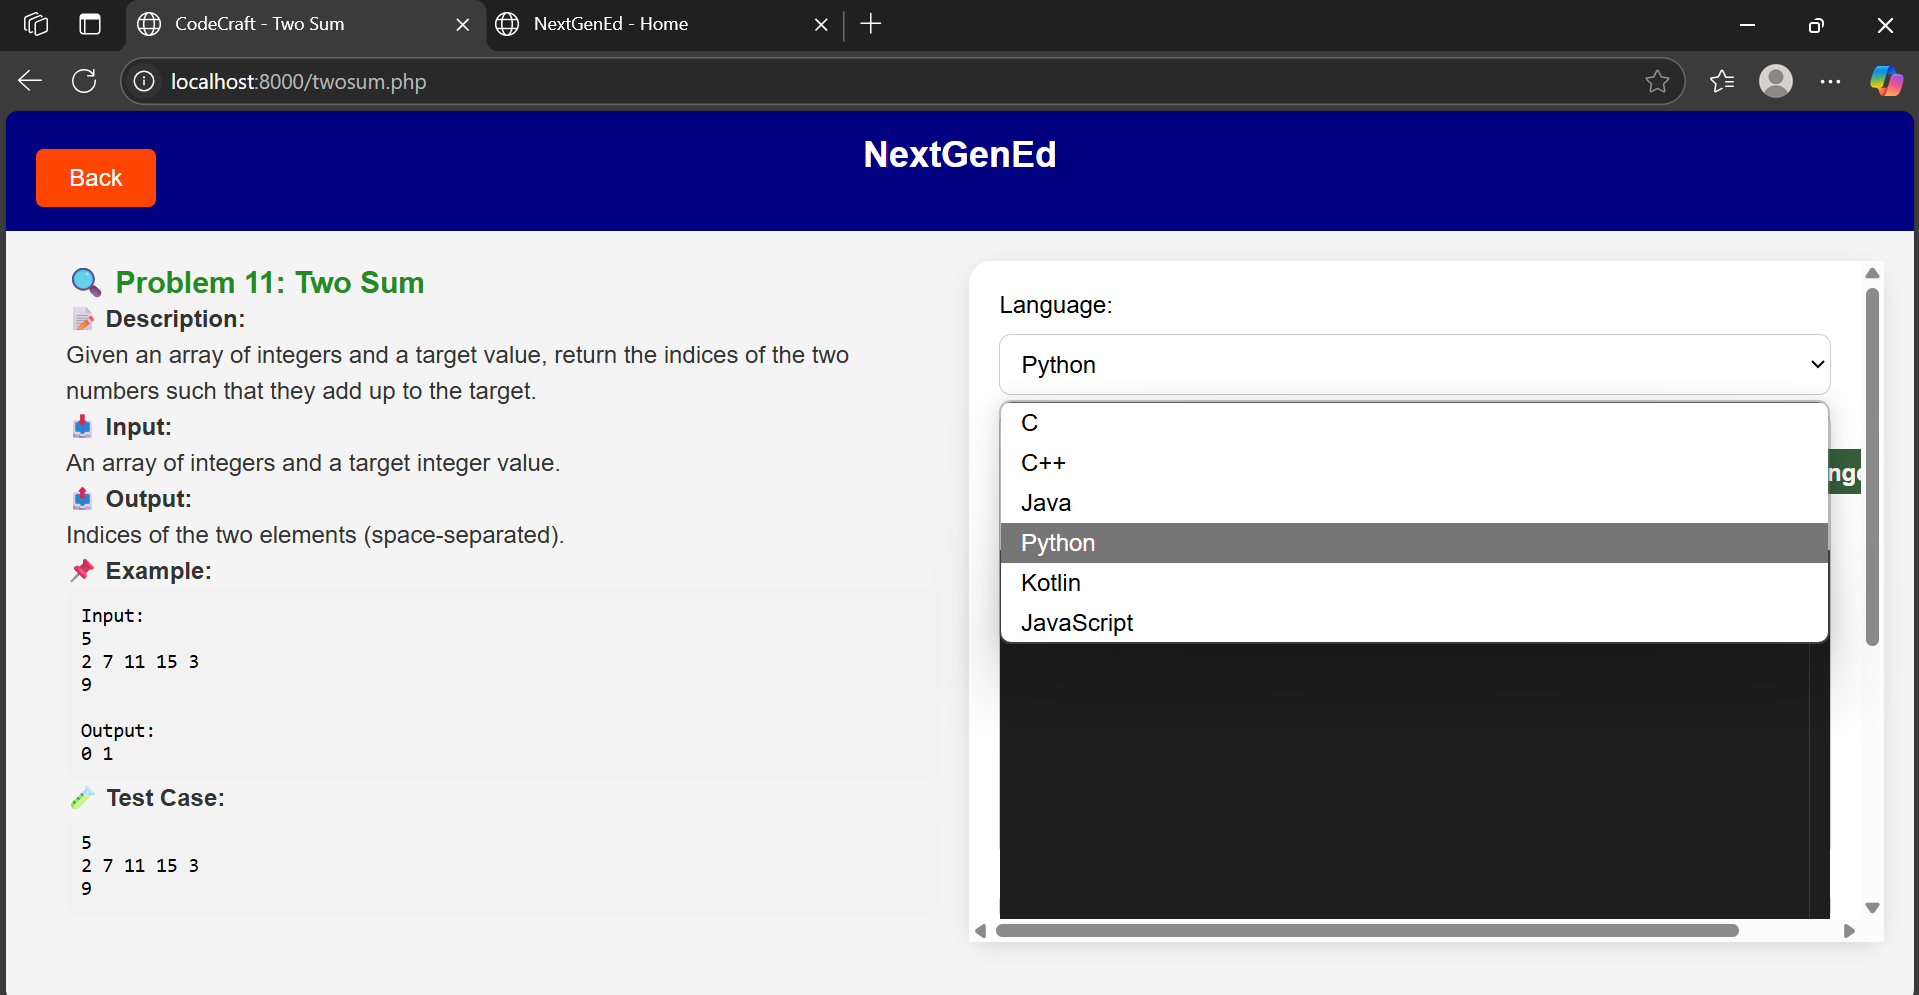 CodeCraft - Two Sum
NextGenEd - Home
localhost:8000/twosum.php
Back
NextGenEd
Problem 11: Two Sum
Description:
Given an array of integers and a target value, return the indices of the two
numbers such that they add up to the target.
Input:
An array of integers and a target integer value.
Output:
Indices of the two elements (space-separated).
Example:
Input:
5
2 7 11 15 3
9
Output:
0 1
Test Case:
5
2 7 11 15 3
9
Language:
Python
C
C++
Java
Python
Kotlin
JavaScript